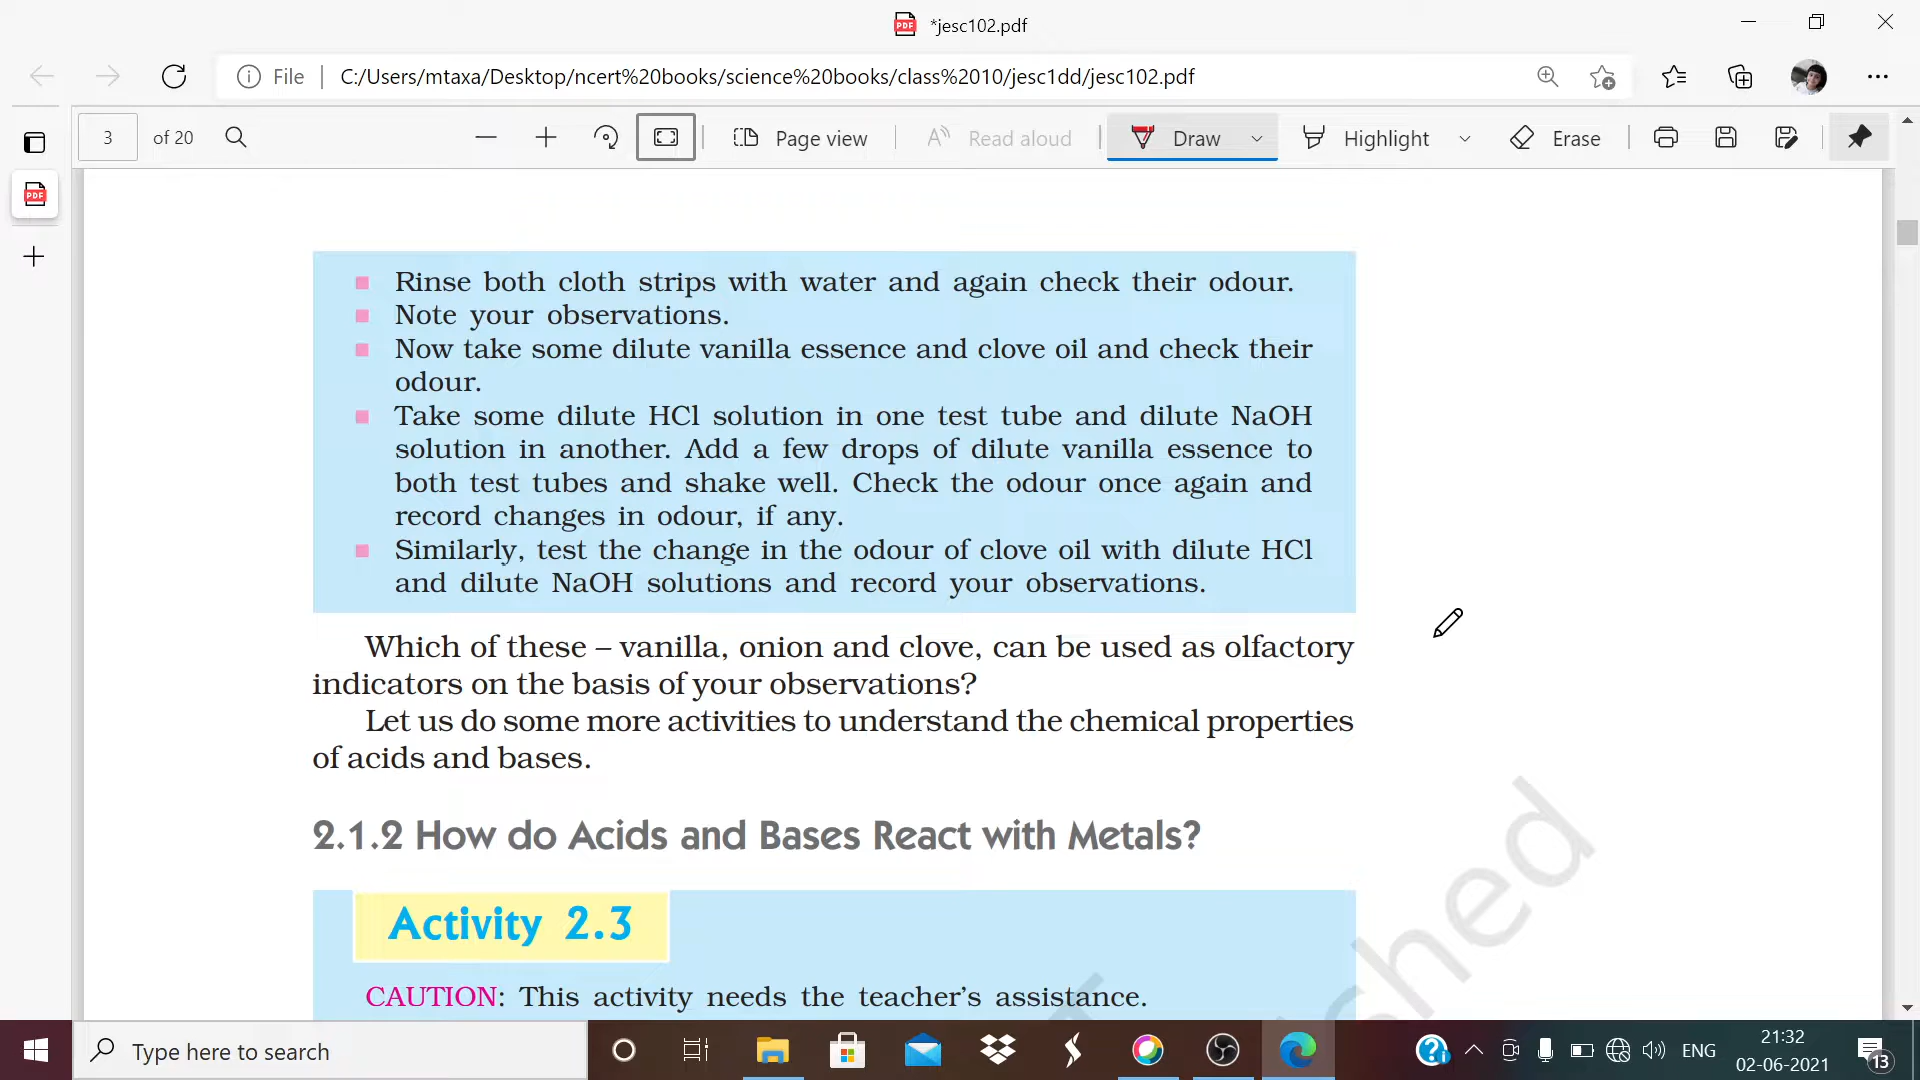 *jesc102.pdf
File
C:/Users/mtaxa/Desktop/ncert%20books/science%20books/class%2010/jesc1dd/jesc102.pdf
3 of 20
Page view
Read aloud
Draw
Highlight
Erase
Rinse both cloth strips with water and again check their odour.
Note your observations.
Now take some dilute vanilla essence and clove oil and check their
odour.
Take some dilute HCl solution in one test tube and dilute NaOH
solution in another. Add a few drops of dilute vanilla essence to
both test tubes and shake well. Check the odour once again and
record changes in odour, if any.
Similarly, test the change in the odour of clove oil with dilute HCl
and dilute NaOH solutions and record your observations.
Which of these – vanilla, onion and clove, can be used as olfactory
indicators on the basis of your observations?
Let us do some more activities to understand the chemical properties
of acids and bases.
2.1.2 How do Acids and Bases React with Metals?
Activity 2.3
CAUTION: This activity needs the teacher's assistance.
Type here to search
ENG
21:32
02-06-2021
13